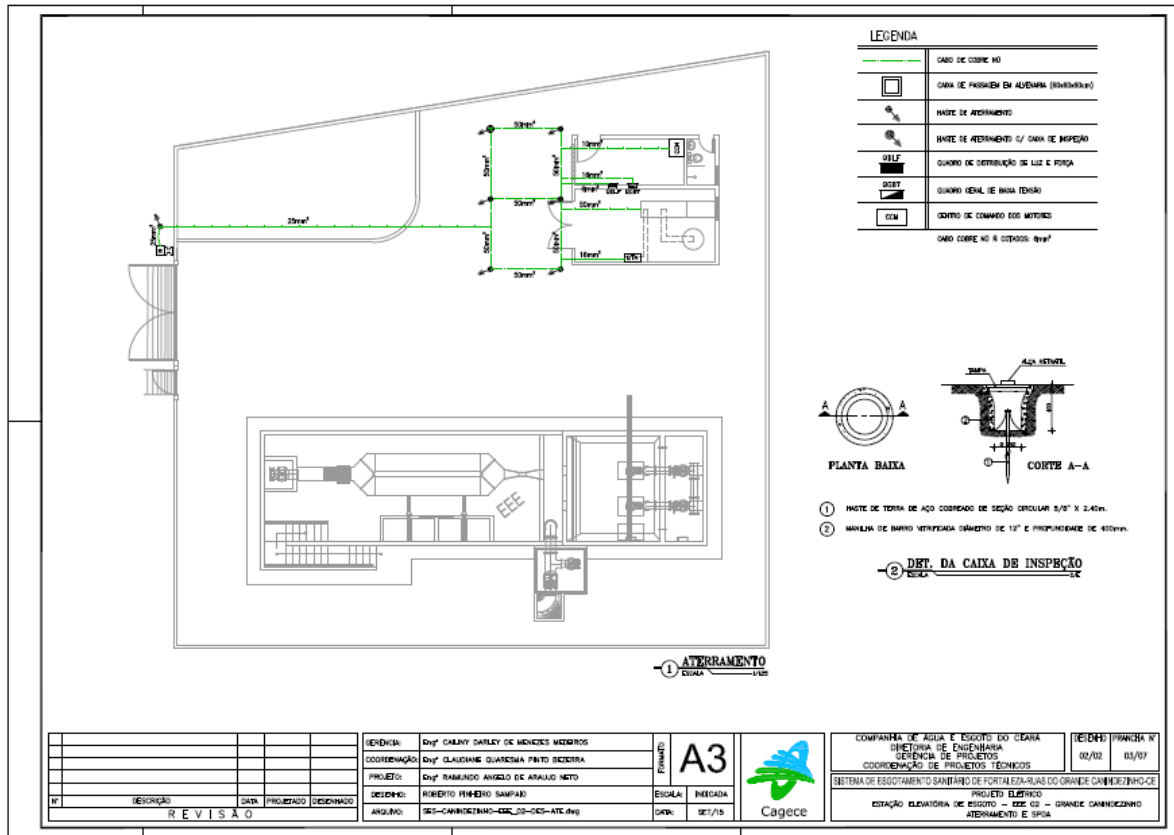 LEGENDA
CABO DE COBRE NÚ
CAIXA DE PASSAGEM EM ALVENARIA (80x80x80cm)
HASTE DE ATERRAMENTO
HASTE DE ATERRAMENTO C/ CAIXA DE INSPEÇÃO
QDLF
QUADRO DE DISTRIBUIÇÃO DE LUZ E FORÇA
QGBT
QUADRO GERAL DE BAIXA TENSÃO
CCM
CENTRO DE COMANDO DOS MOTORES
CABO COBRE NÚ Ñ COTADOS: 6mm²
50mm²
50mm²
50mm²
10mm²
CCM
16mm²
6mm²
QDLF
QGBT
50mm²
50mm²
25mm²
25mm²
50mm²
50mm²
16mm²
QTA
50mm²
EEE
ALÇA RETRÁTIL
TAMPA
A
A
2
1
PLANTA BAIXA
CORTE A-A
1 HASTE DE TERRA DE AÇO COBREADO DE SEÇÃO CIRCULAR 5/8" X 2.40m.
2 MANILHA DE BARRO VITRIFICADA DIÂMETRO DE 12" E PROFUNDIDADE DE 400mm.
2 DET. DA CAIXA DE INSPEÇÃO
ESCALA
1 ATERRAMENTO
ESCALA 1/125
Nº DESCRIÇÃO DATA PROJETADO DESENHADO
REVISÃO
GERÊNCIA: Engª CAILINY DARLEY DE MENEZES MEDEIROS
COORDENAÇÃO: Engª CLAUDIANE QUARESMA PINTO BEZERRA
PROJETO: Engº RAIMUNDO ANGELO DE ARAUJO NETO
DESENHO: ROBERTO PINHEIRO SAMPAIO
ARQUIVO: SES-CANINDEZINHO-EEE_02-DES-ATE.dwg
FORMATO
A3
ESCALA: INDICADA
DATA: SET/15
Cagece
COMPANHIA DE ÁGUA E ESGOTO DO CEARÁ
DIRETORIA DE ENGENHARIA
GERÊNCIA DE PROJETOS
COORDENAÇÃO DE PROJETOS TÉCNICOS
DESENHO PRANCHA Nº
02/02 03/07
SISTEMA DE ESGOTAMENTO SANITÁRIO DE FORTALEZA-RUAS DO GRANDE CANINDEZINHO-CE
PROJETO ELÉTRICO
ESTAÇÃO ELEVATÓRIA DE ESGOTO - EEE 02 - GRANDE CANINDEZINHO
ATERRAMENTO E SPDA